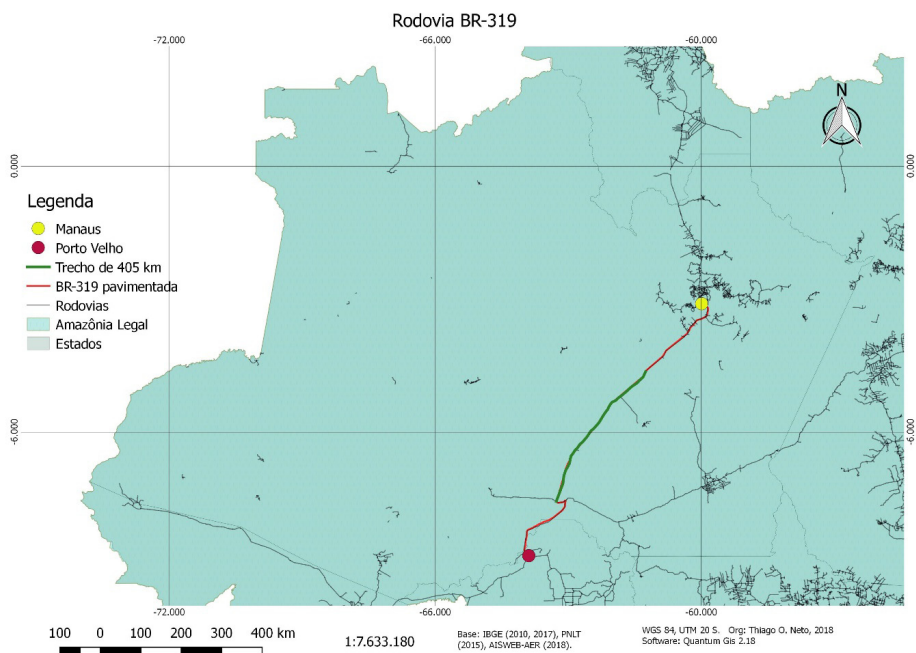 Rodovia BR-319
-72.000 -66.000 -60.000
N
0.000 0.000
Legenda
Manaus
Porto Velho
Trecho de 405 km
BR-319 pavimentada
Rodovias
Amazônia Legal
Estados
-6.000 -6.000
-72.000 -66.000 -60.000
100 0 100 200 300 400 km
1:7.633.180
Base: IBGE (2010, 2017), PNLT
(2015), AISWEB-AER (2018).
WGS 84, UTM 20 S. Org: Thiago O. Neto, 2018
Software: Quantum Gis 2.18